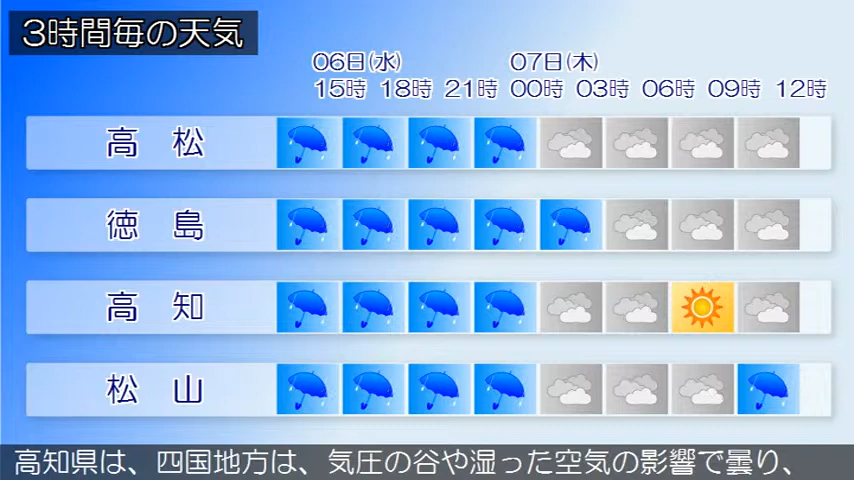 3時間毎の天気
06日(水) 07日(木)
15時 18時 21時 00時 03時 06時 09時 12時
高松
徳島
高知
松山
高知県は、四国地方は、気圧の谷や湿った空気の影響で曇り、